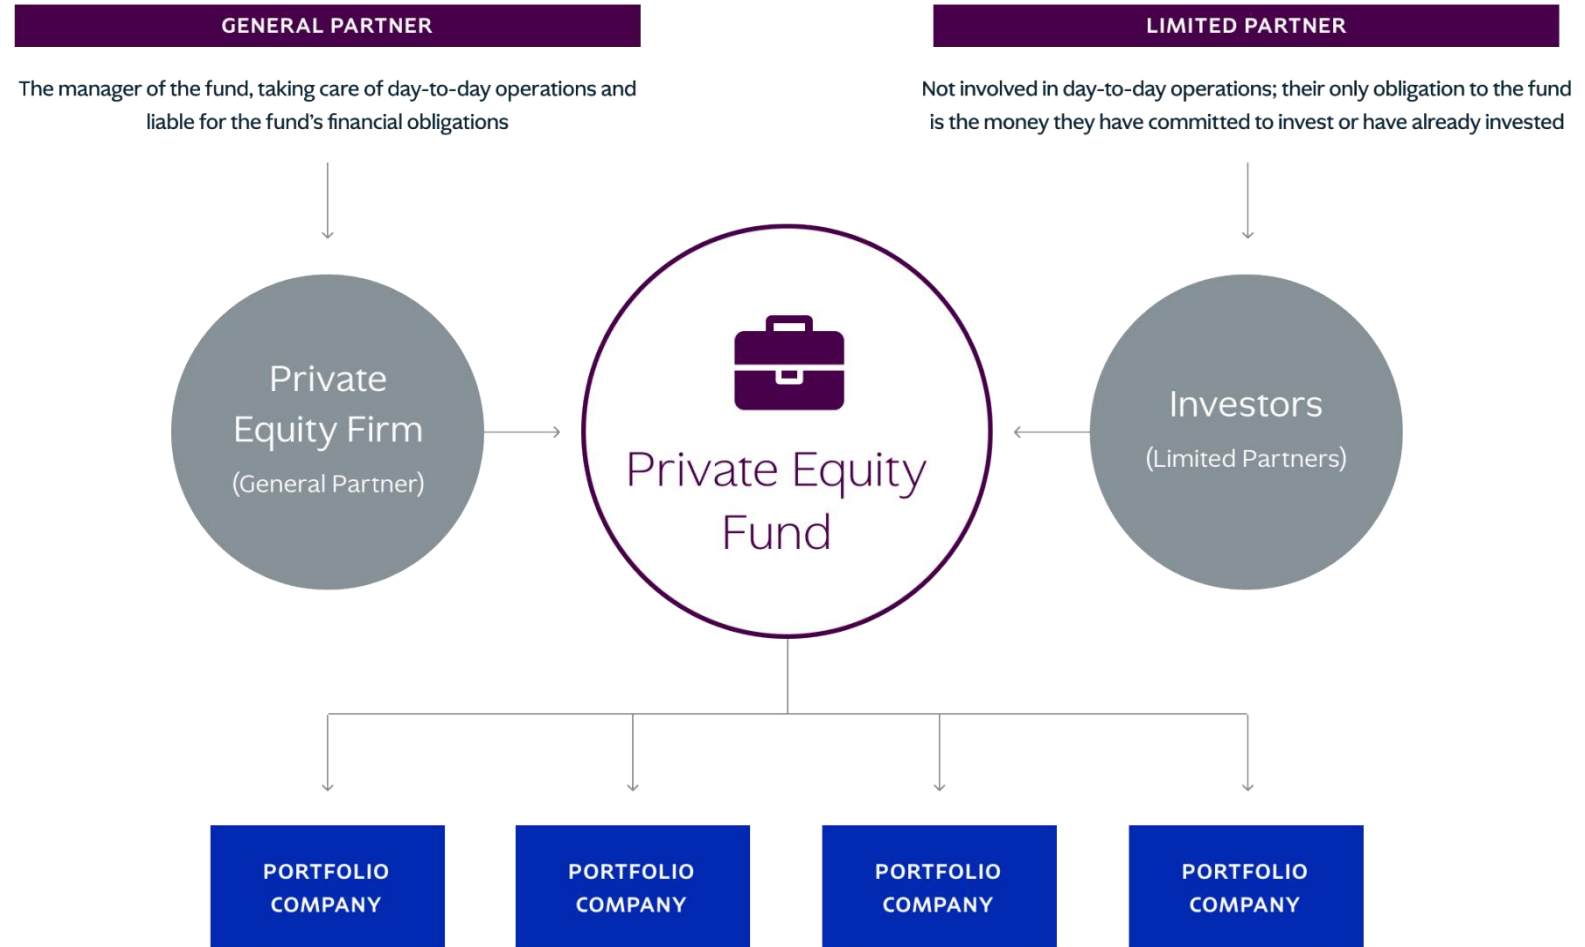 GENERAL PARTNER
The manager of the fund, taking care of day-to-day operations and
liable for the fund’s financial obligations
LIMITED PARTNER
Not involved in day-to-day operations; their only obligation to the fund
is the money they have committed to invest or have already invested
Private
Equity Firm
(General Partner)
Private Equity
Fund
Investors
(Limited Partners)
PORTFOLIO
COMPANY
PORTFOLIO
COMPANY
PORTFOLIO
COMPANY
PORTFOLIO
COMPANY